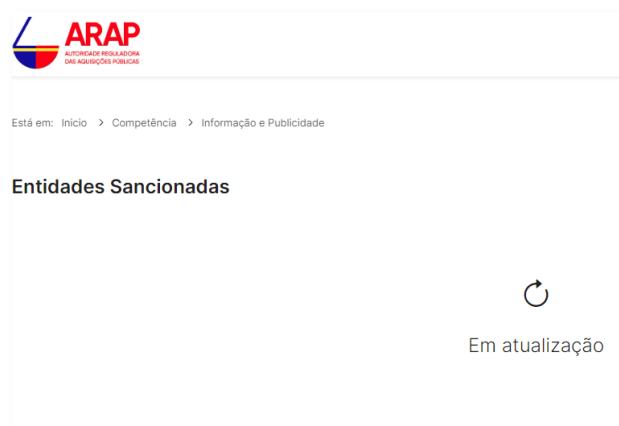 ARAP
AUTORIDADE REGULADORA
DAS AQUISIÇÕES PÚBLICAS
Está em: Inicio > Competência > Informação e Publicidade
Entidades Sancionadas
Em atualização